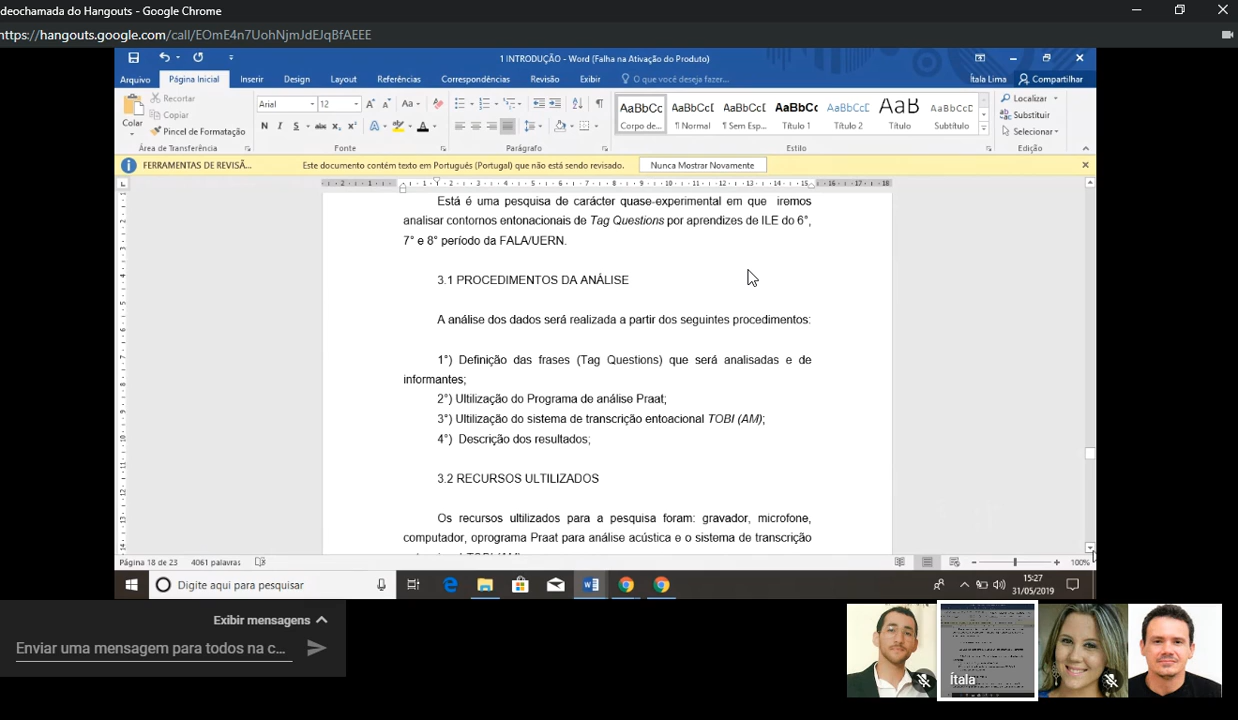 deochamada do Hangouts - Google Chrome
https://hangouts.google.com/call/EOmE4n7UohNjmJdEJqBfAEEE
1 INTRODUÇÃO - Word (Falha na Ativação do Produto)
Arquivo Página Inicial Inserir Design Layout Referências Correspondências Revisão Exibir O que você deseja fazer... Ítala Lima Compartilhar
Recortar
Copiar
Colar
Pincel de Formatação
Arial 12
AaBbCc AaBbCcI AaBbCcI AaBbCc AaBbCcI AaB AaBbCcD
Corpo de... ¶ Normal ¶ Sem Esp... Título 1 Título 2 Título Subtítulo
Localizar
Substituir
Selecionar
Área de Transferência Fonte Parágrafo Estilo Edição
FERRAMENTAS DE REVISÃ... Este documento contém texto em Português (Portugal) que não está sendo revisado. Nunca Mostrar Novamente
Está é uma pesquisa de carácter quase-experimental em que iremos
analisar contornos entonacionais de Tag Questions por aprendizes de ILE do 6°,
7° e 8° período da FALA/UERN.
3.1 PROCEDIMENTOS DA ANÁLISE
A análise dos dados será realizada a partir dos seguintes procedimentos:
1°) Definição das frases (Tag Questions) que será analisadas e de
informantes;
2°) Ultilização do Programa de análise Praat;
3°) Ultilização do sistema de transcrição entoacional TOBI (AM);
4°) Descrição dos resultados;
3.2 RECURSOS ULTILIZADOS
Os recursos ultilizados para a pesquisa foram: gravador, microfone,
computador, oprograma Praat para análise acústica e o sistema de transcrição
Página 18 de 23 4061 palavras 100%
Digite aqui para pesquisar
15:27
31/05/2019
Exibir mensagens
Enviar uma mensagem para todos na c...
Ítala